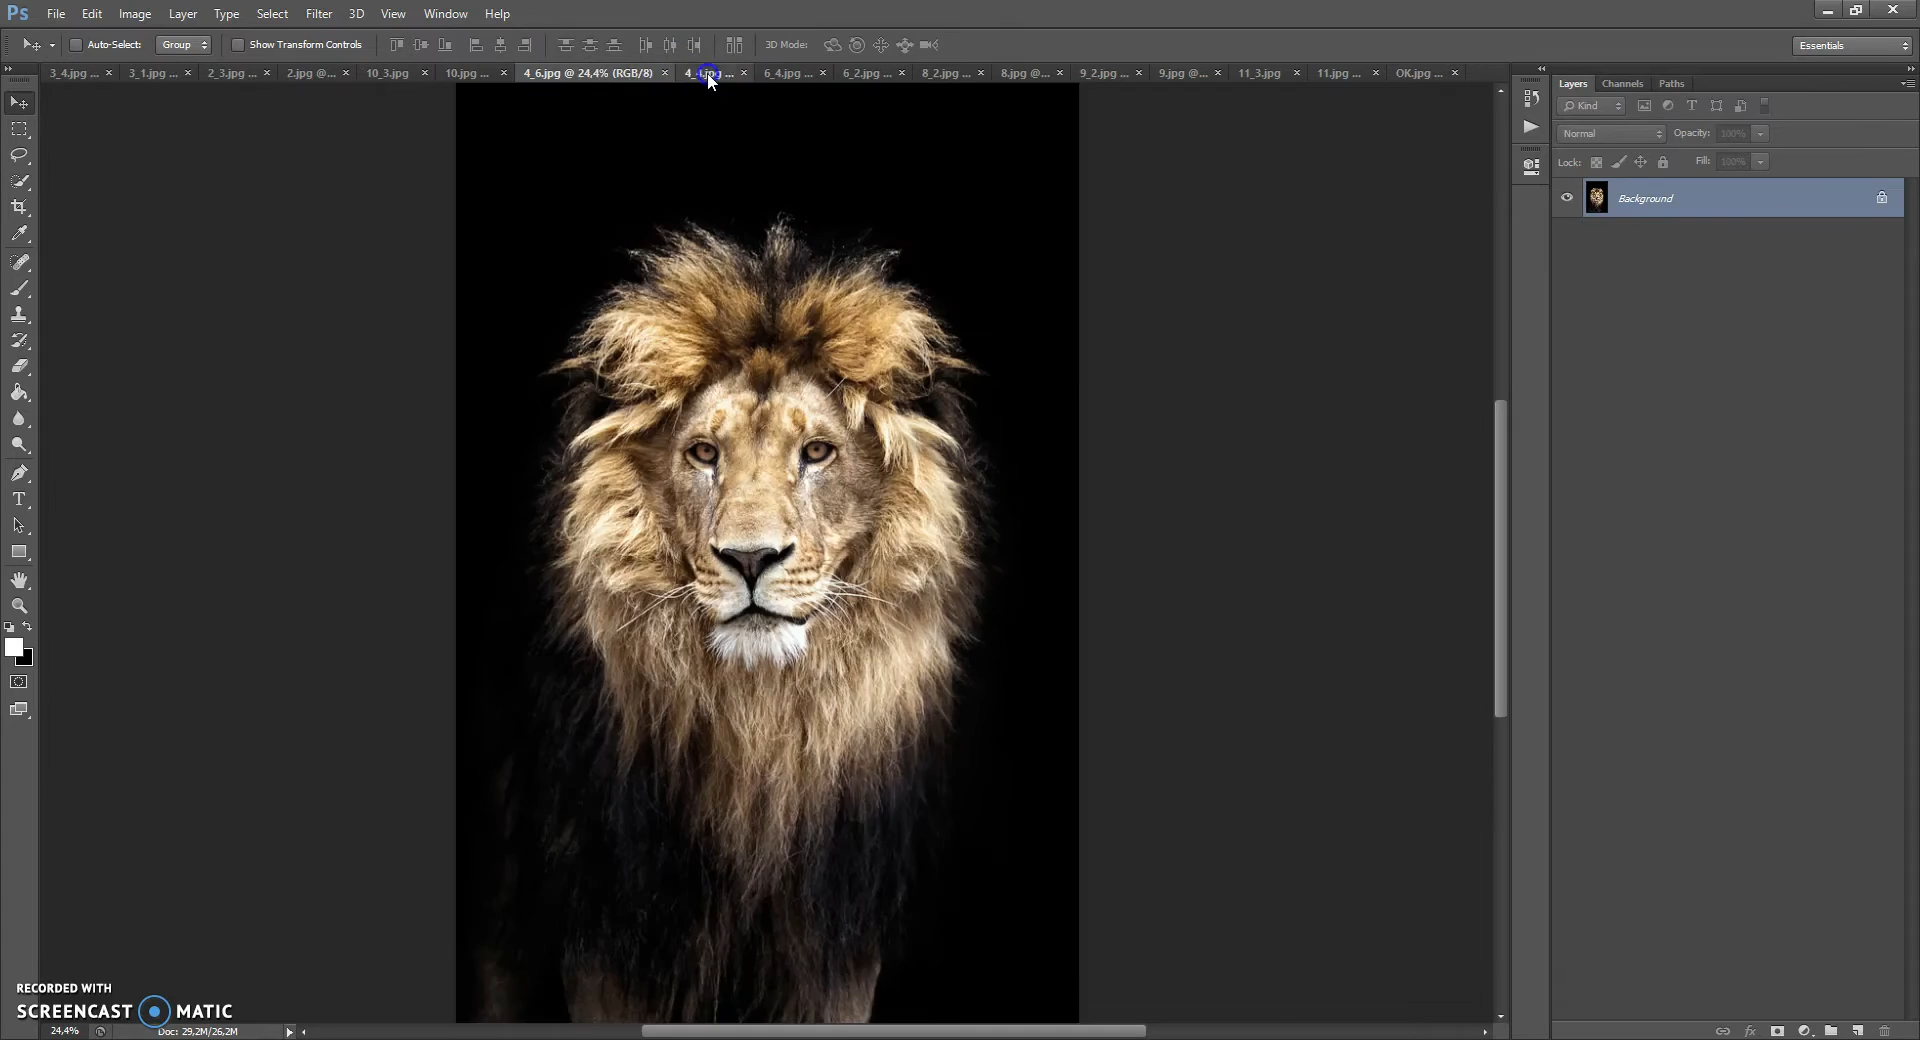 Ps File Edit Image Layer Type Select Filter 3D View Window Help
Auto-Select: Group Show Transform Controls 3D Mode: Essentials
3_4.jpg ... × 3_1.jpg ... × 2_3.jpg ... × 2.jpg @... × 10_3.jpg × 10.jpg ... × 4_6.jpg @ 24,4% (RGB/8) × 6_4.jpg ... × 6_2.jpg ... × 8_2.jpg ... × 8.jpg @... × 9_2.jpg ... × 9.jpg @... × 11_3.jpg × 11.jpg ... × OK.jpg ... ×
Layers Channels Paths
Kind
Normal Opacity: 100%
Lock: Fill: 100%
Background
RECORDED WITH
SCREENCAST MATIC
24,4% Doc: 29,2M/26,2M